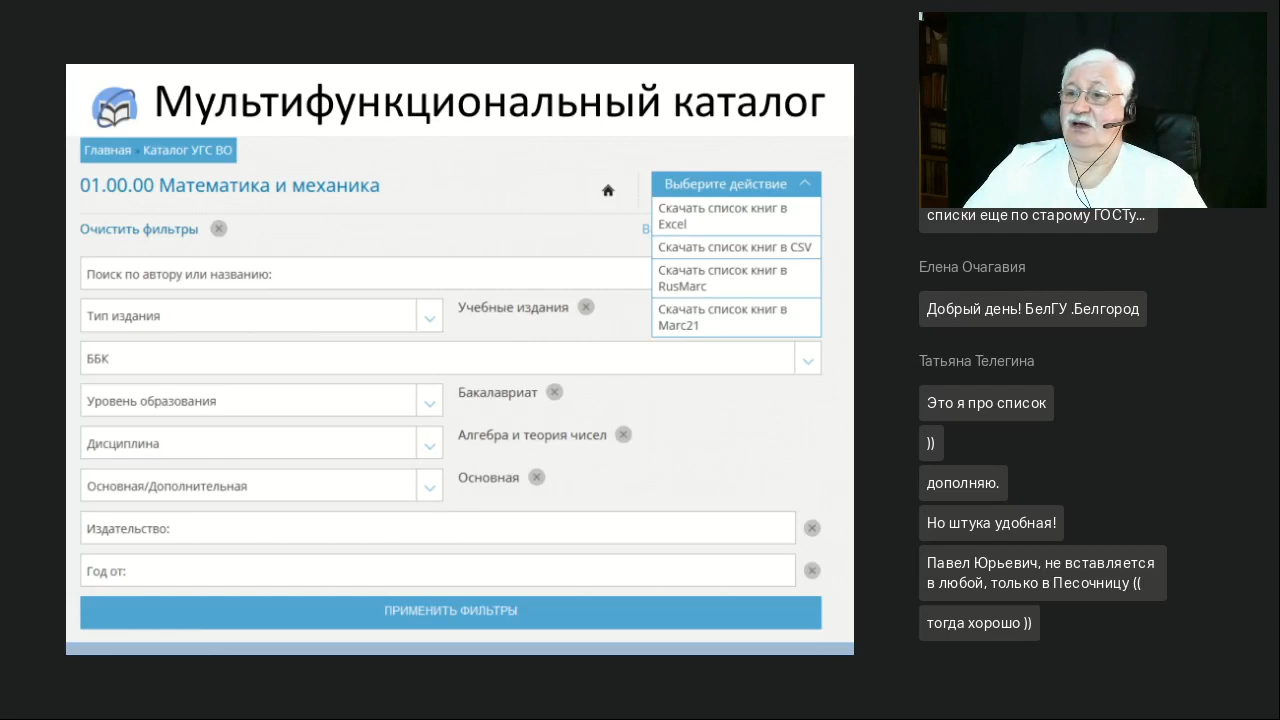 Мультифункциональный каталог
Главная › Каталог УГС ВО
01.00.00 Математика и механика
Выберите действие
Скачать список книг в
Excel
Скачать список книг в CSV
Скачать список книг в
RusMarc
Скачать список книг в
Marc21
Очистить фильтры
Поиск по автору или названию:
Тип издания
Учебные издания
ББК
Уровень образования
Бакалавриат
Дисциплина
Алгебра и теория чисел
Основная/Дополнительная
Основная
Издательство:
Год от:
ПРИМЕНИТЬ ФИЛЬТРЫ
списки еще по старому ГОСТу...
Елена Очагавия
Добрый день! БелГУ .Белгород
Татьяна Телегина
Это я про список
))
дополняю.
Но штука удобная!
Павел Юрьевич, не вставляется
в любой, только в Песочницу ((
тогда хорошо ))